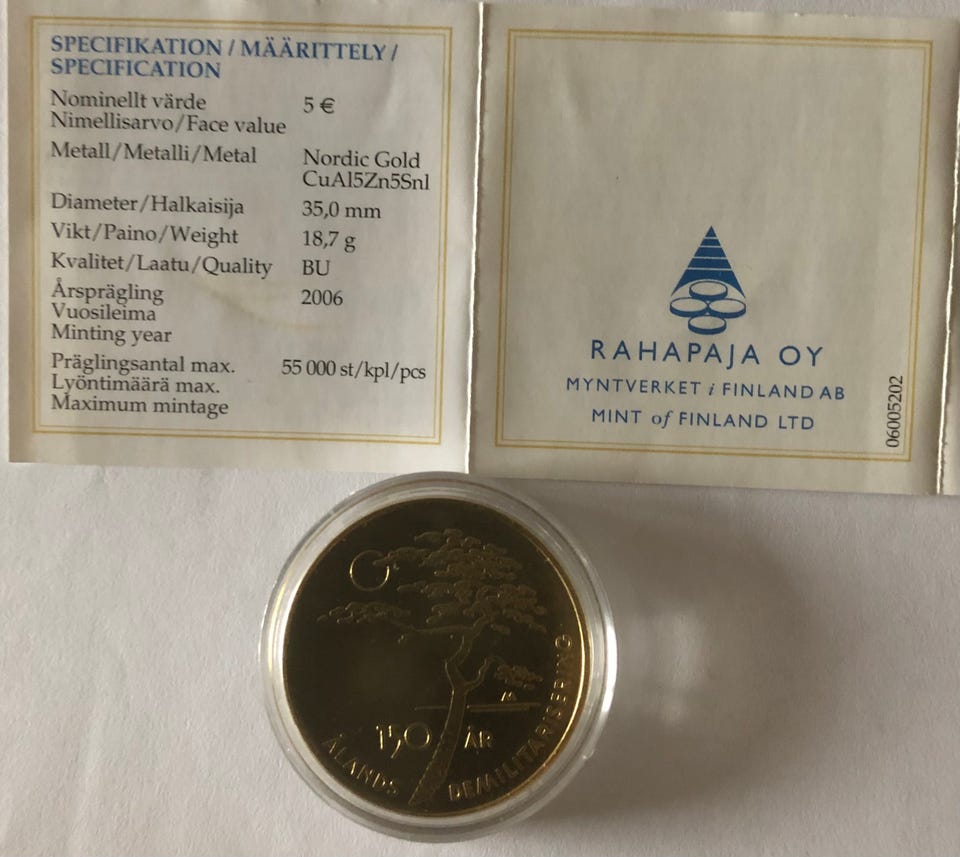 SPECIFIKATION / MÄÄRITTELY /
SPECIFICATION
Nominellt värde 5 €
Nimellisarvo/Face value
Metall/Metalli/Metal Nordic Gold
CuAl5Zn5Snl
Diameter/Halkaisija 35,0 mm
Vikt/Paino/Weight 18,7 g
Kvalitet/Laatu/Quality BU
Årsprägling 2006
Vuosileima
Minting year
Präglingsantal max. 55 000 st/kpl/pcs
Lyöntimäärä max.
Maximum mintage
RAHAPAJA OY
MYNTVERKET i FINLAND AB
MINT of FINLAND LTD
06005202
150 ÅR
ÅLANDS DEMILITARISERING